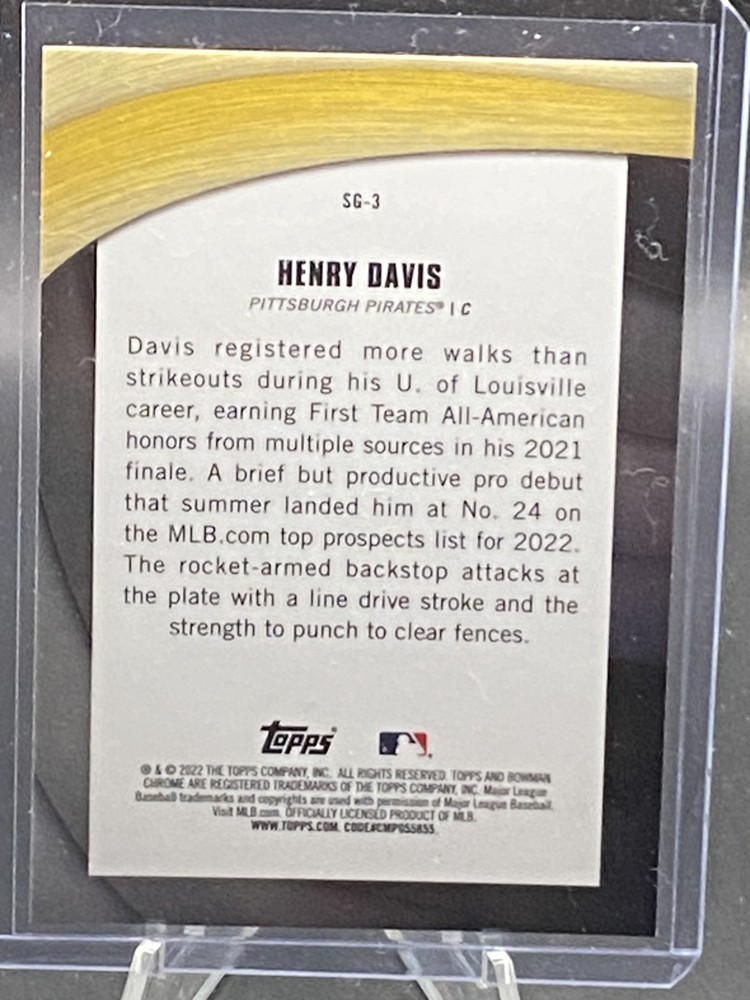 SG-3
HENRY DAVIS
PITTSBURGH PIRATES® | C
Davis registered more walks than
strikeouts during his U. of Louisville
career, earning First Team All-American
honors from multiple sources in his 2021
finale. A brief but productive pro debut
that summer landed him at No. 24 on
the MLB.com top prospects list for 2022.
The rocket-armed backstop attacks at
the plate with a line drive stroke and the
strength to punch to clear fences.
Topps®
® & © 2022 THE TOPPS COMPANY, INC. ALL RIGHTS RESERVED. TOPPS AND BOWMAN
CHROME ARE REGISTERED TRADEMARKS OF THE TOPPS COMPANY, INC. Major League
Baseball trademarks and copyrights are used with permission of Major League Baseball.
Visit MLB.com. OFFICIALLY LICENSED PRODUCT OF MLB.
WWW.TOPPS.COM. CODE#CMP055855